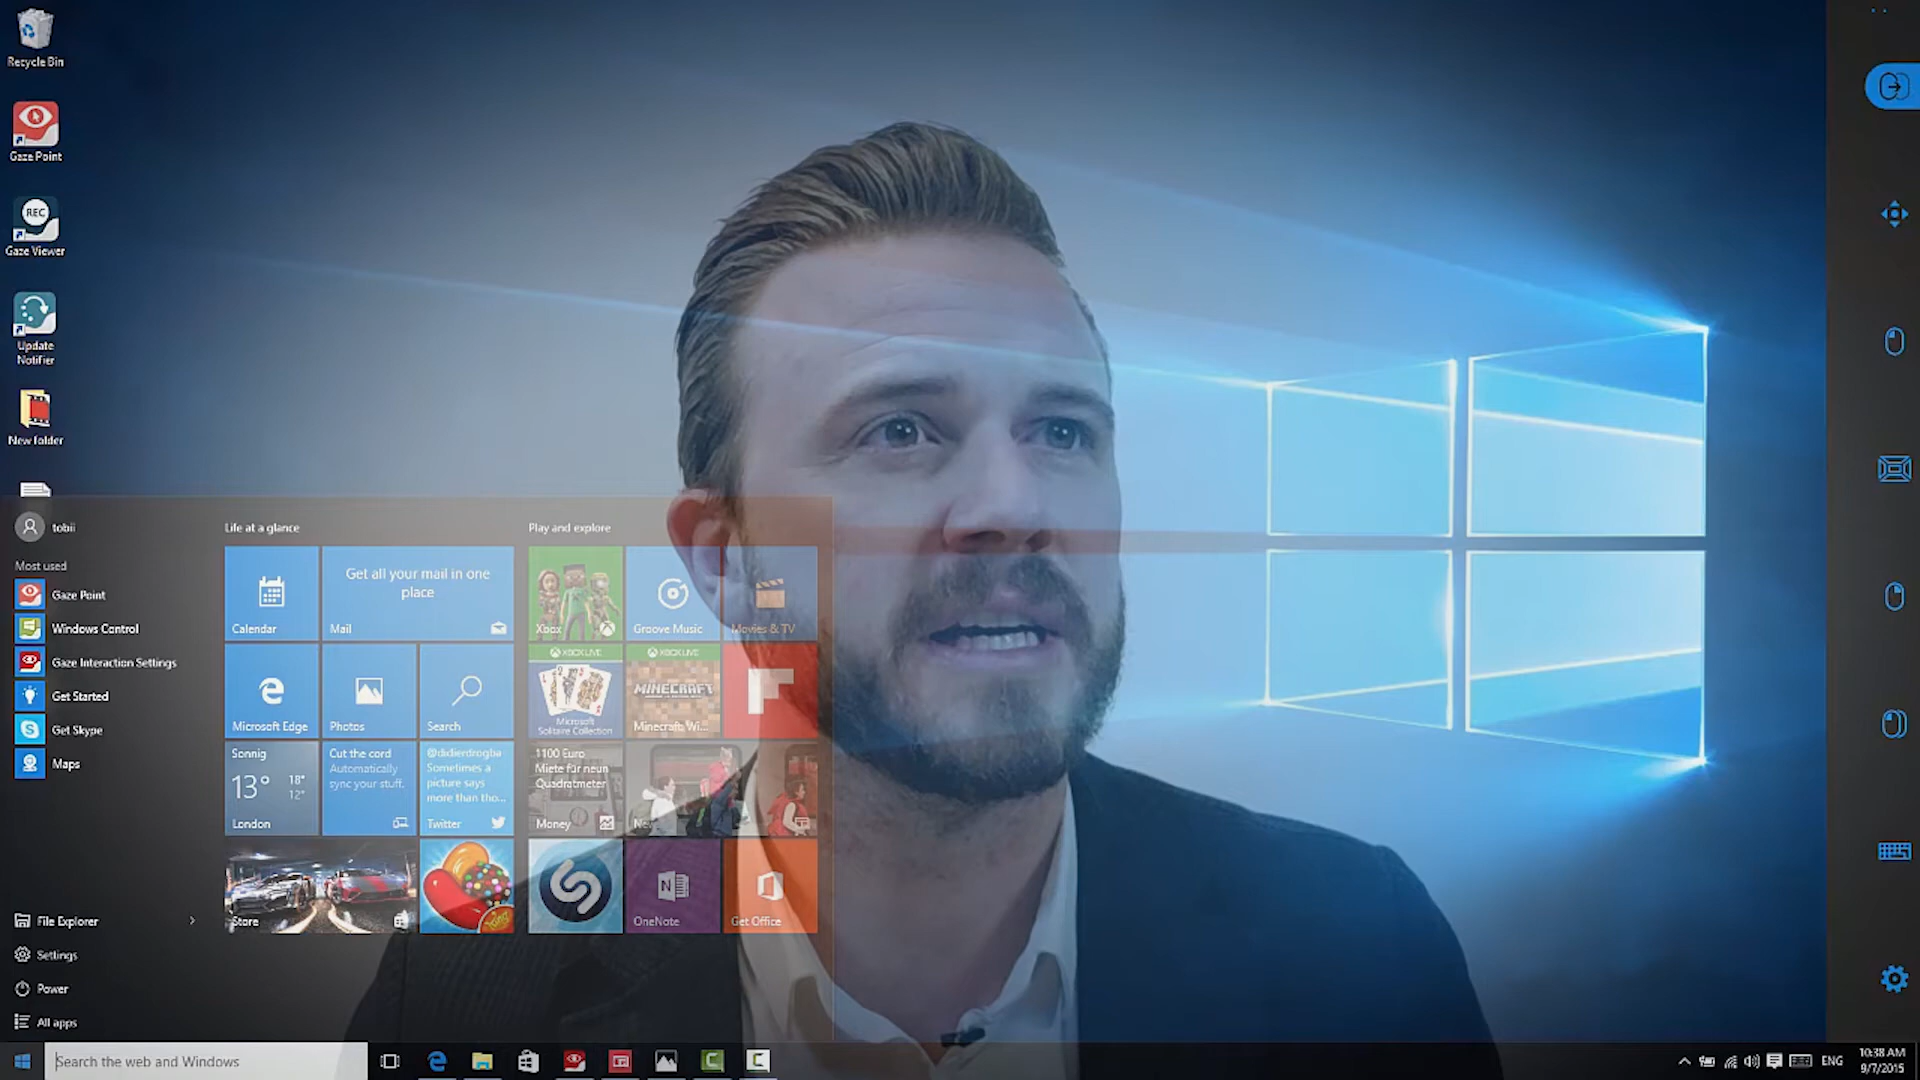 Recycle Bin
Gaze Point
REC
Gaze Viewer
Update
Notifier
New folder
tobii
Most used
Gaze Point
Windows Control
Gaze Interaction Settings
Get Started
Get Skype
Maps
File Explorer
Settings
Power
All apps
Life at a glance
Calendar
Get all your mail in one
place
Mail
Microsoft Edge
Photos
Search
Sonnig
13° 18°
12°
London
Cut the cord
Automatically
sync your stuff.
@didierdrogba
Sometimes a
picture says
more than tho...
Twitter
Store
King
Play and explore
Xbox
Groove Music
Movies & TV
XBOX LIVE
Microsoft
Solitaire Collection
XBOX LIVE
MINECRAFT
Minecraft Wi...
1100 Euro
Miete für neun
Quadratmeter
Money
OneNote
Get Office
Search the web and Windows
ENG
10:38 AM
9/7/2015